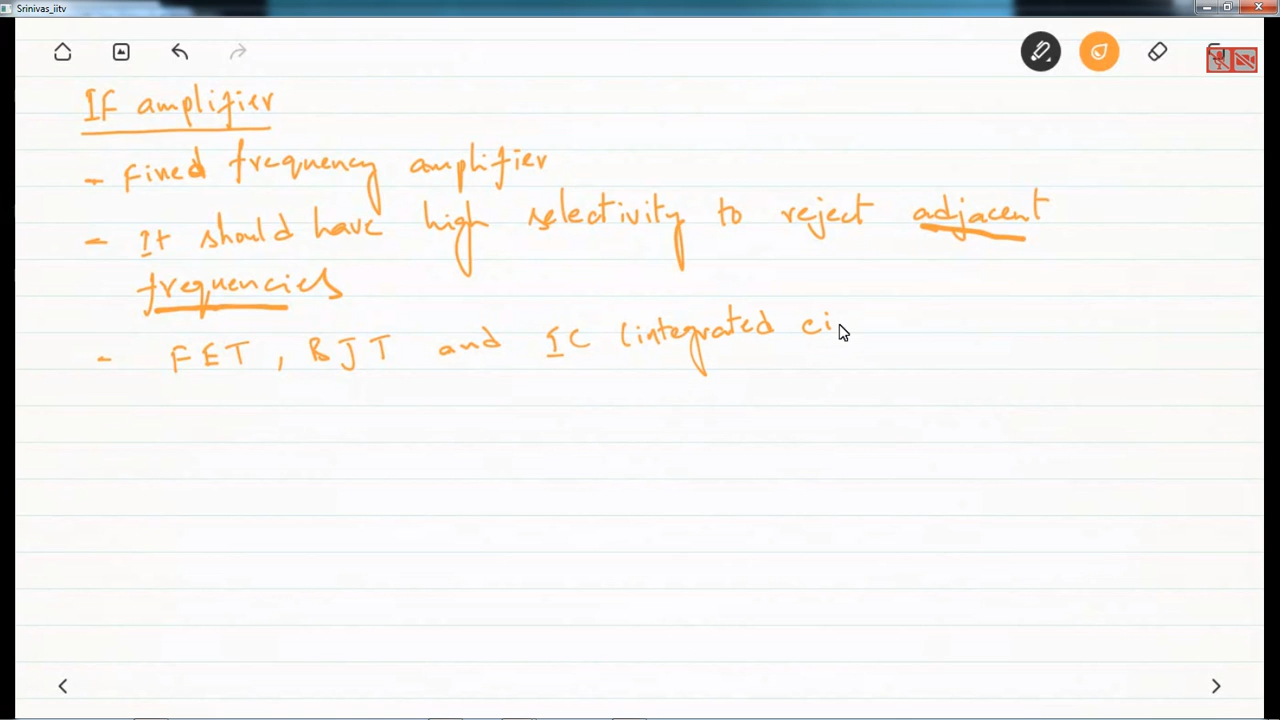 Srinivas_iitv
IF amplifier
- Fixed frequency amplifier
- It should have high selectivity to reject adjacent
frequencies
- FET, BJT and IC (integrated ci